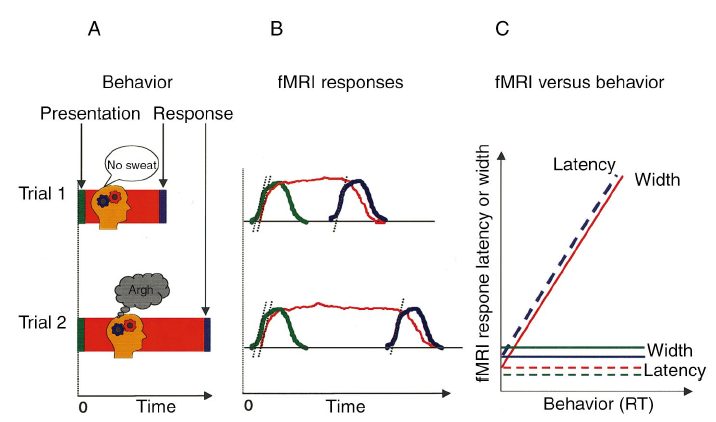 A
B
C
Behavior
fMRI responses
fMRI versus behavior
Presentation
Response
No sweat
Trial 1
Argh
Trial 2
0
Time
0
Time
fMRI respone latency or width
Latency
Width
Width
Latency
Behavior (RT)